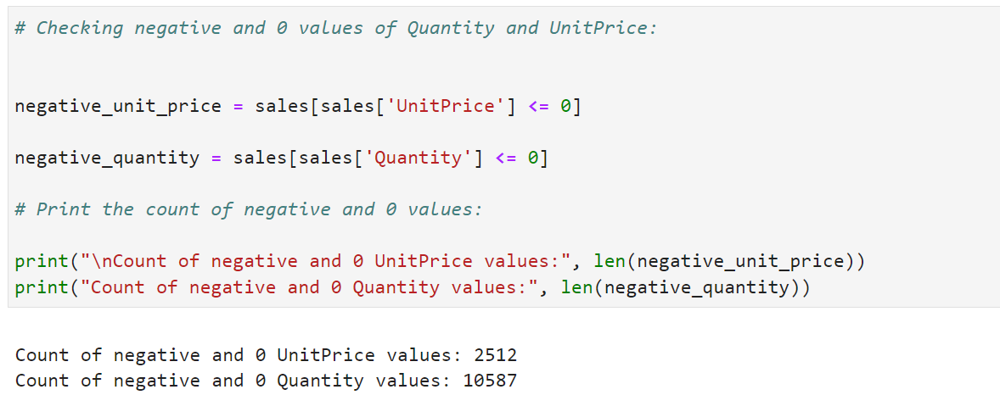 # Checking negative and 0 values of Quantity and UnitPrice:
negative_unit_price = sales[sales['UnitPrice'] <= 0]
negative_quantity = sales[sales['Quantity'] <= 0]
# Print the count of negative and 0 values:
print("\nCount of negative and 0 UnitPrice values:", len(negative_unit_price))
print("Count of negative and 0 Quantity values:", len(negative_quantity))
Count of negative and 0 UnitPrice values: 2512
Count of negative and 0 Quantity values: 10587